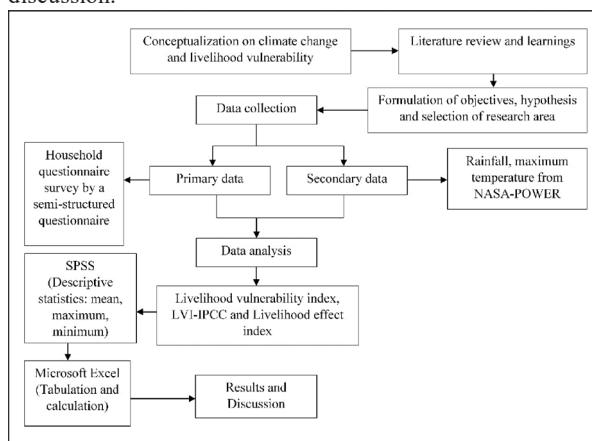 discussion.
Conceptualization on climate change
and livelihood vulnerability
Literature review and learnings
Formulation of objectives, hypothesis
and selection of research area
Data collection
Household
questionnaire
survey by a
semi-structured
questionnaire
Primary data
Secondary data
Rainfall, maximum
temperature from
NASA-POWER
Data analysis
SPSS
(Descriptive
statistics: mean,
maximum,
minimum)
Livelihood vulnerability index,
LVI-IPCC and Livelihood effect
index
Microsoft Excel
(Tabulation and
calculation)
Results and
Discussion